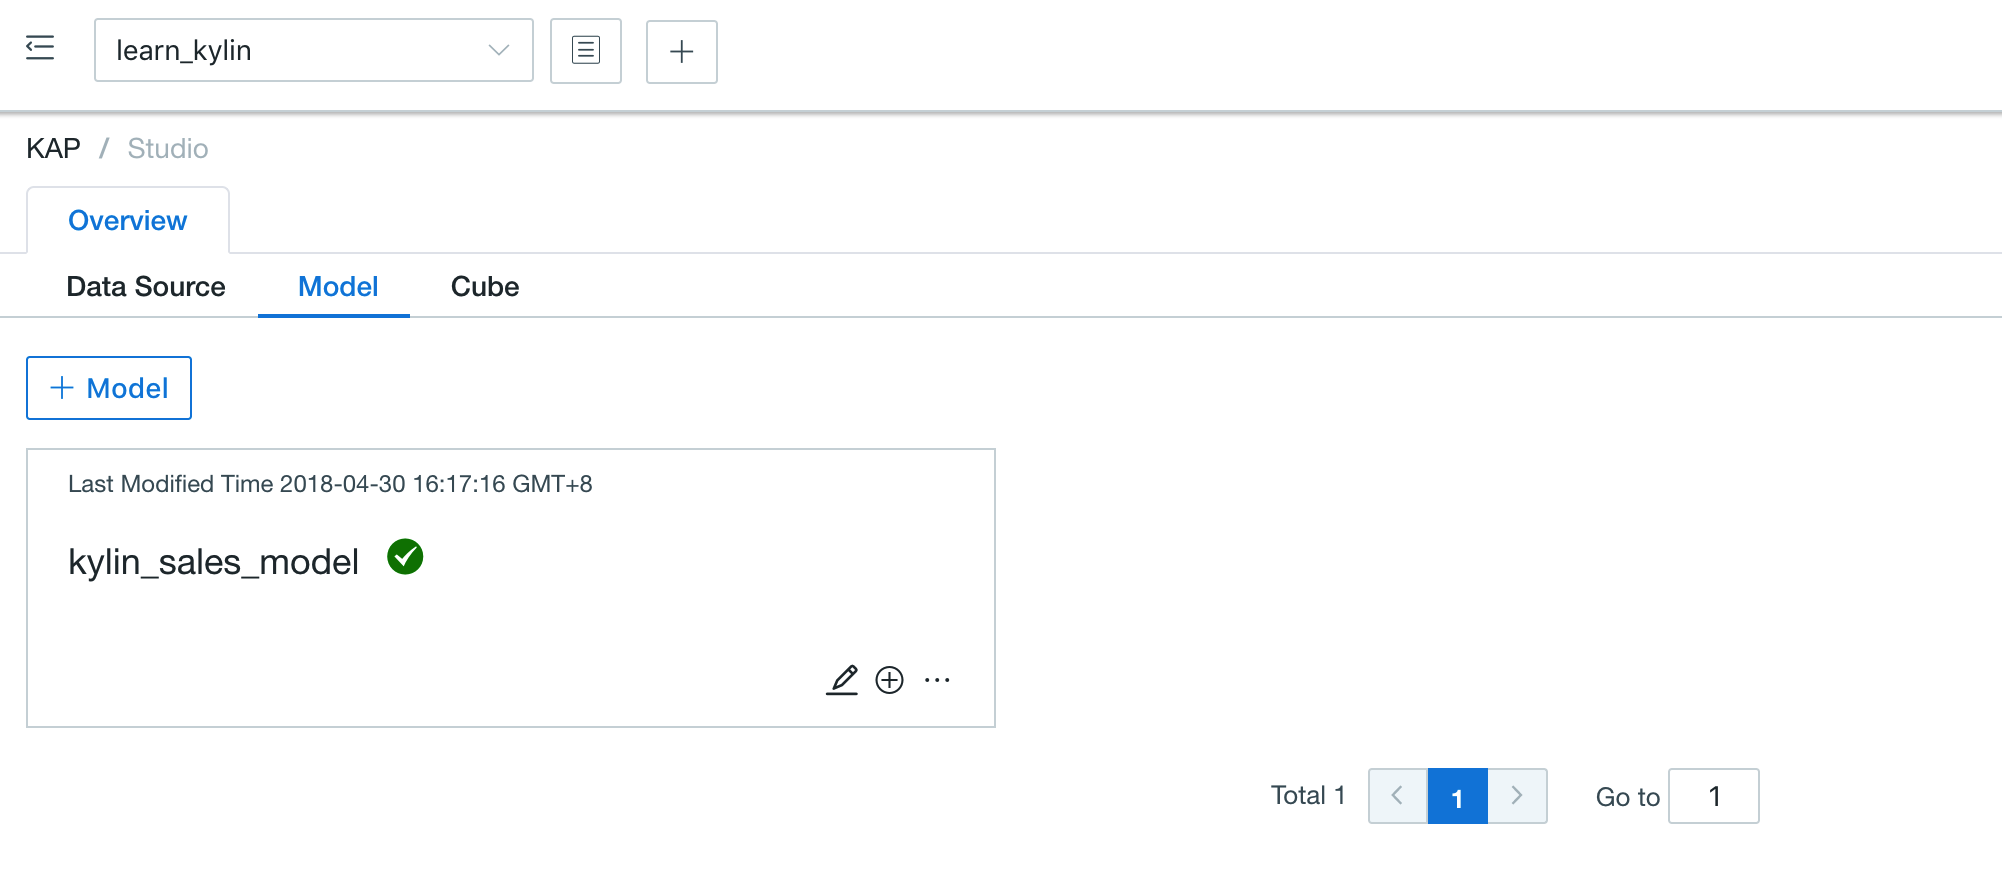 learn_kylin
KAP / Studio
Overview
Data Source Model Cube
+ Model
Last Modified Time 2018-04-30 16:17:16 GMT+8
kylin_sales_model
Total 1 < 1 > Go to 1